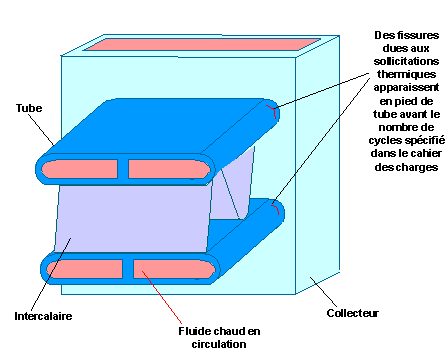 Des fissures
dues aux
sollicitations
thermiques
apparaissent
en pied de
tube avant le
nombre de
cycles spécifié
dans le cahier
des charges
Tube
Intercalaire
Fluide chaud en
circulation
Collecteur